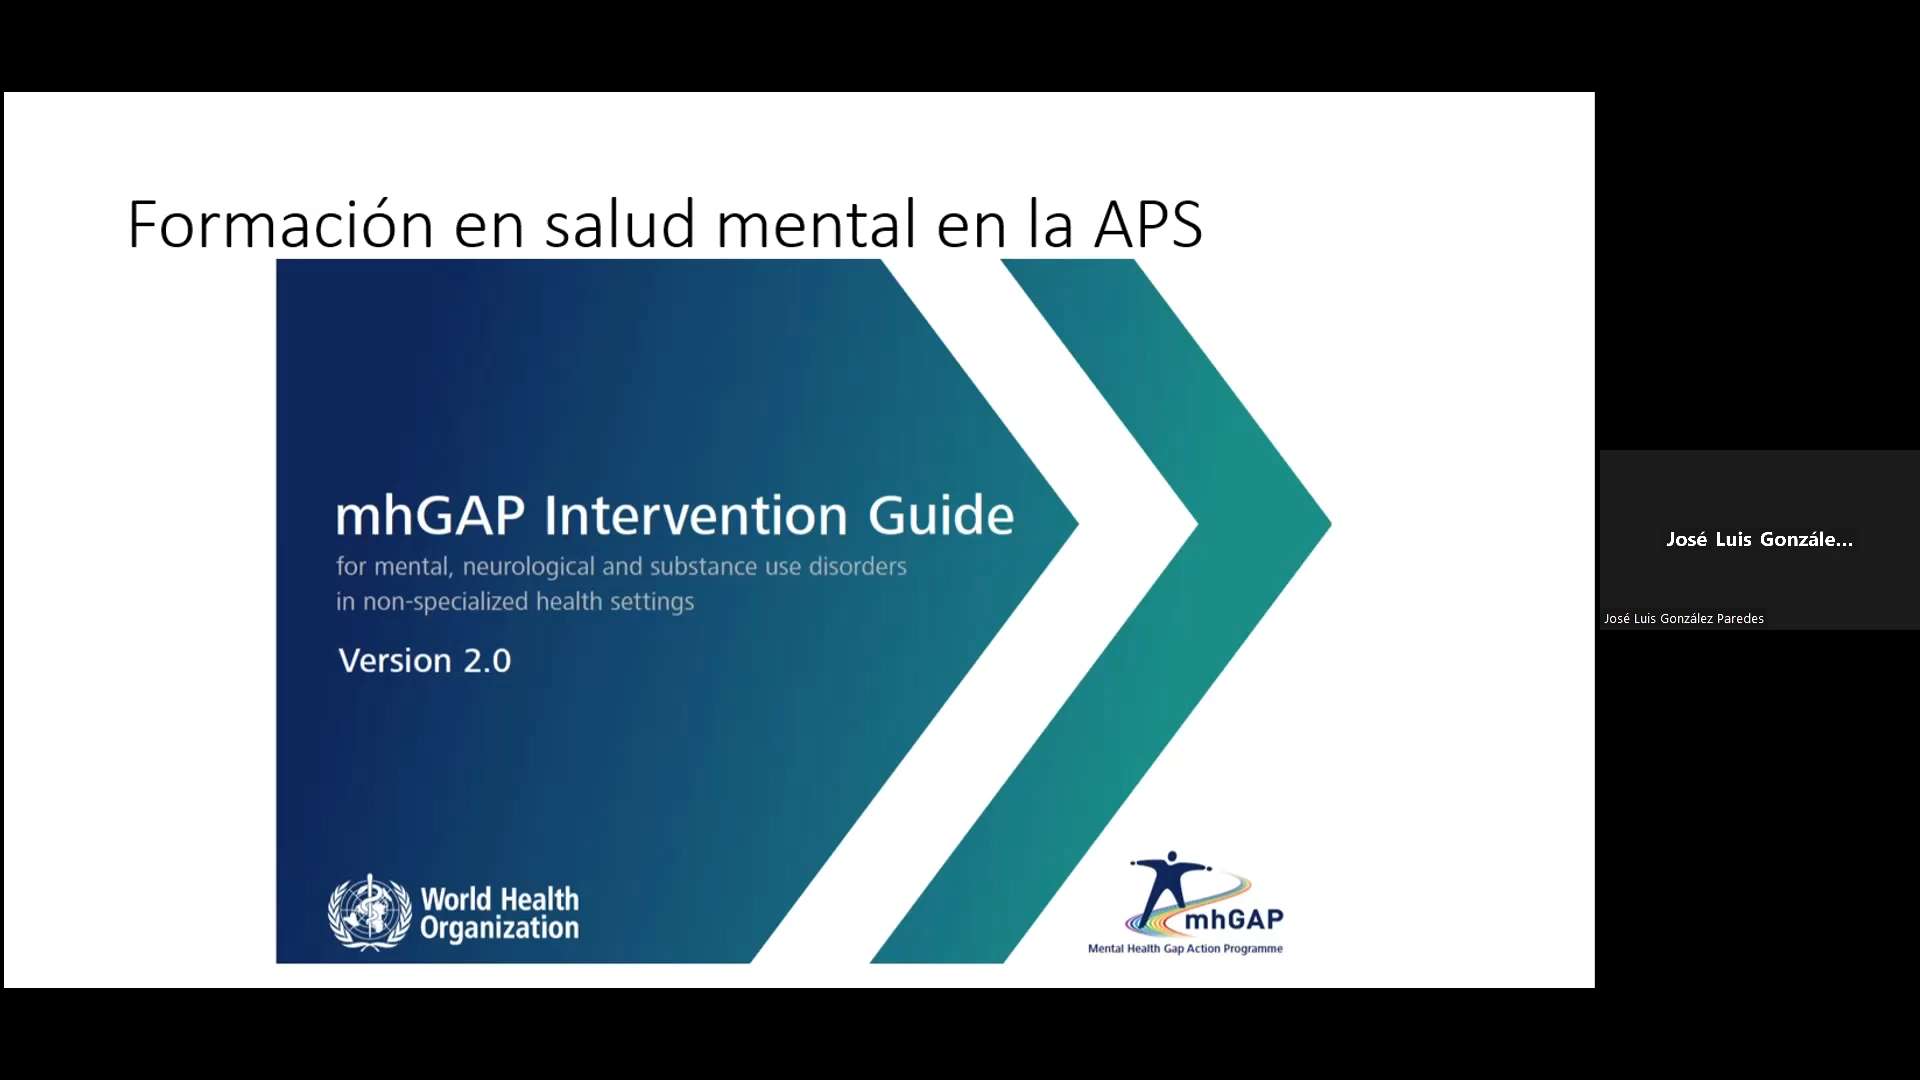 Formación en salud mental en la APS
mhGAP Intervention Guide
for mental, neurological and substance use disorders
in non-specialized health settings
Version 2.0
World Health
Organization
mhGAP
Mental Health Gap Action Programme
José Luis Gonzále...
José Luis González Paredes